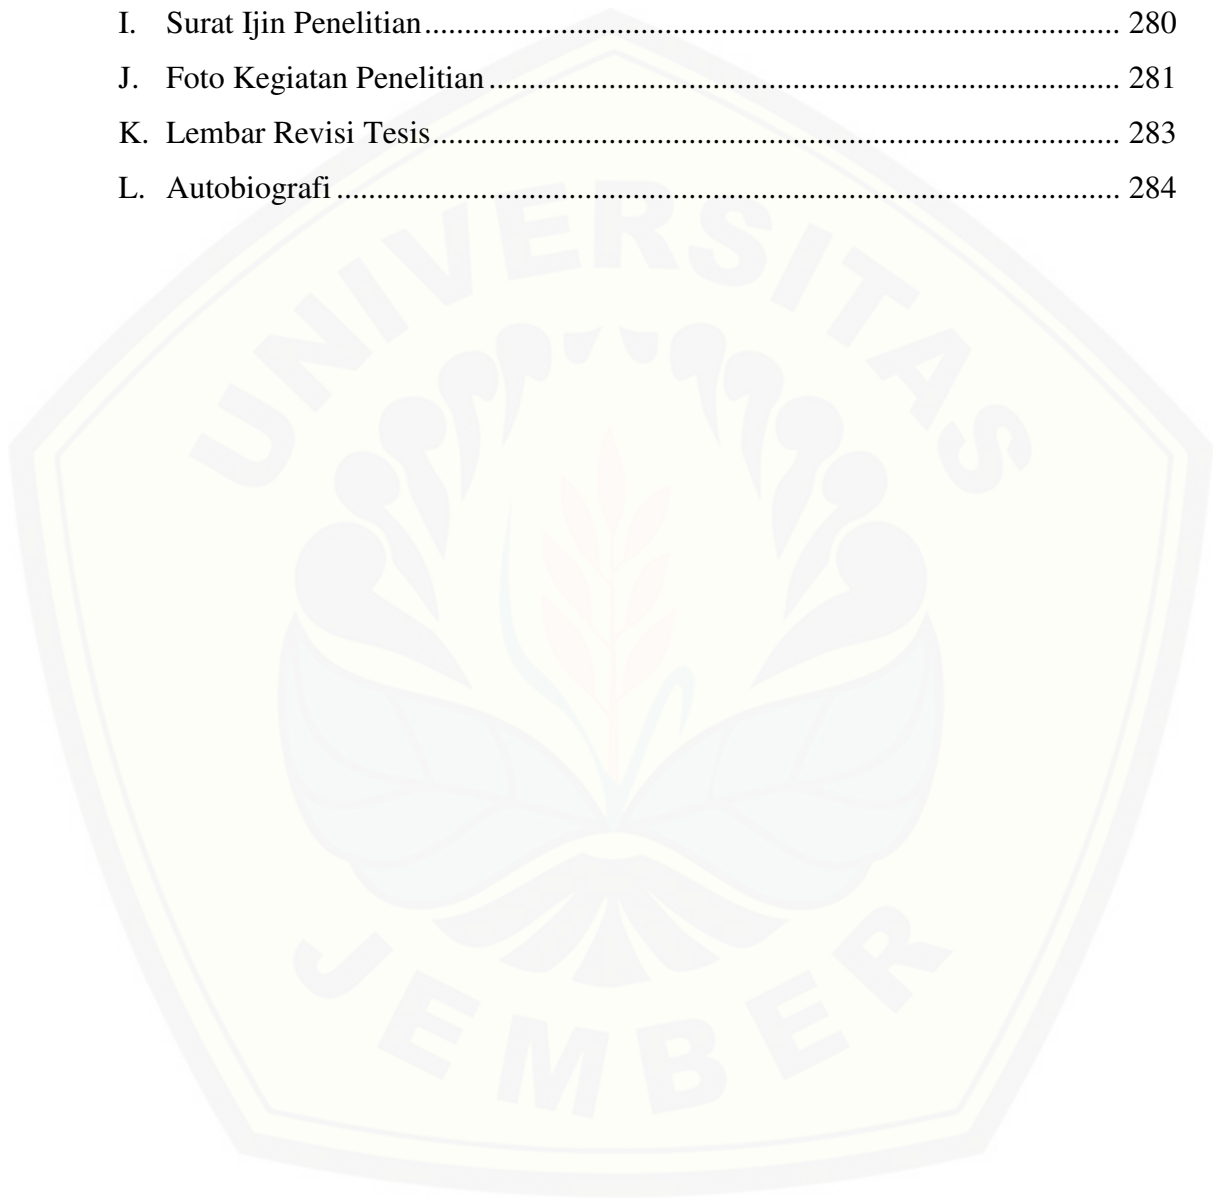 I. Surat Ijin Penelitian........................................................................................ 280
J. Foto Kegiatan Penelitian................................................................................ 281
K. Lembar Revisi Tesis....................................................................................... 283
L. Autobiografi................................................................................................... 284
UNIVERSITAS
JEMBER